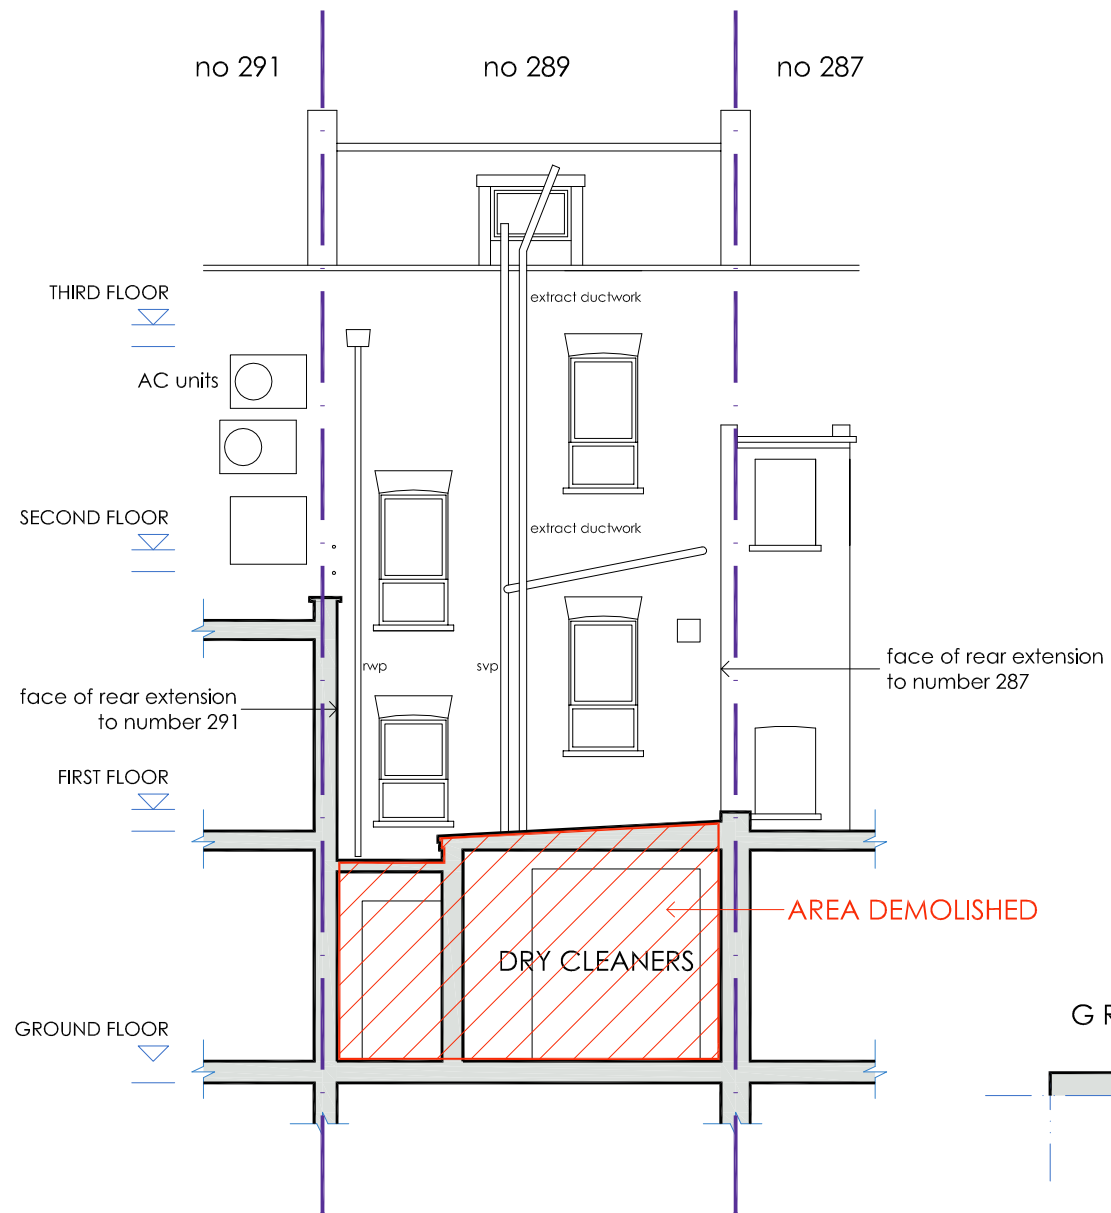 no 291
no 289
no 287
THIRD FLOOR
extract ductwork
AC units
SECOND FLOOR
extract ductwork
rwp
svp
face of rear extension
to number 287
face of rear extension
to number 291
FIRST FLOOR
AREA DEMOLISHED
DRY CLEANERS
GROUND FLOOR
G R